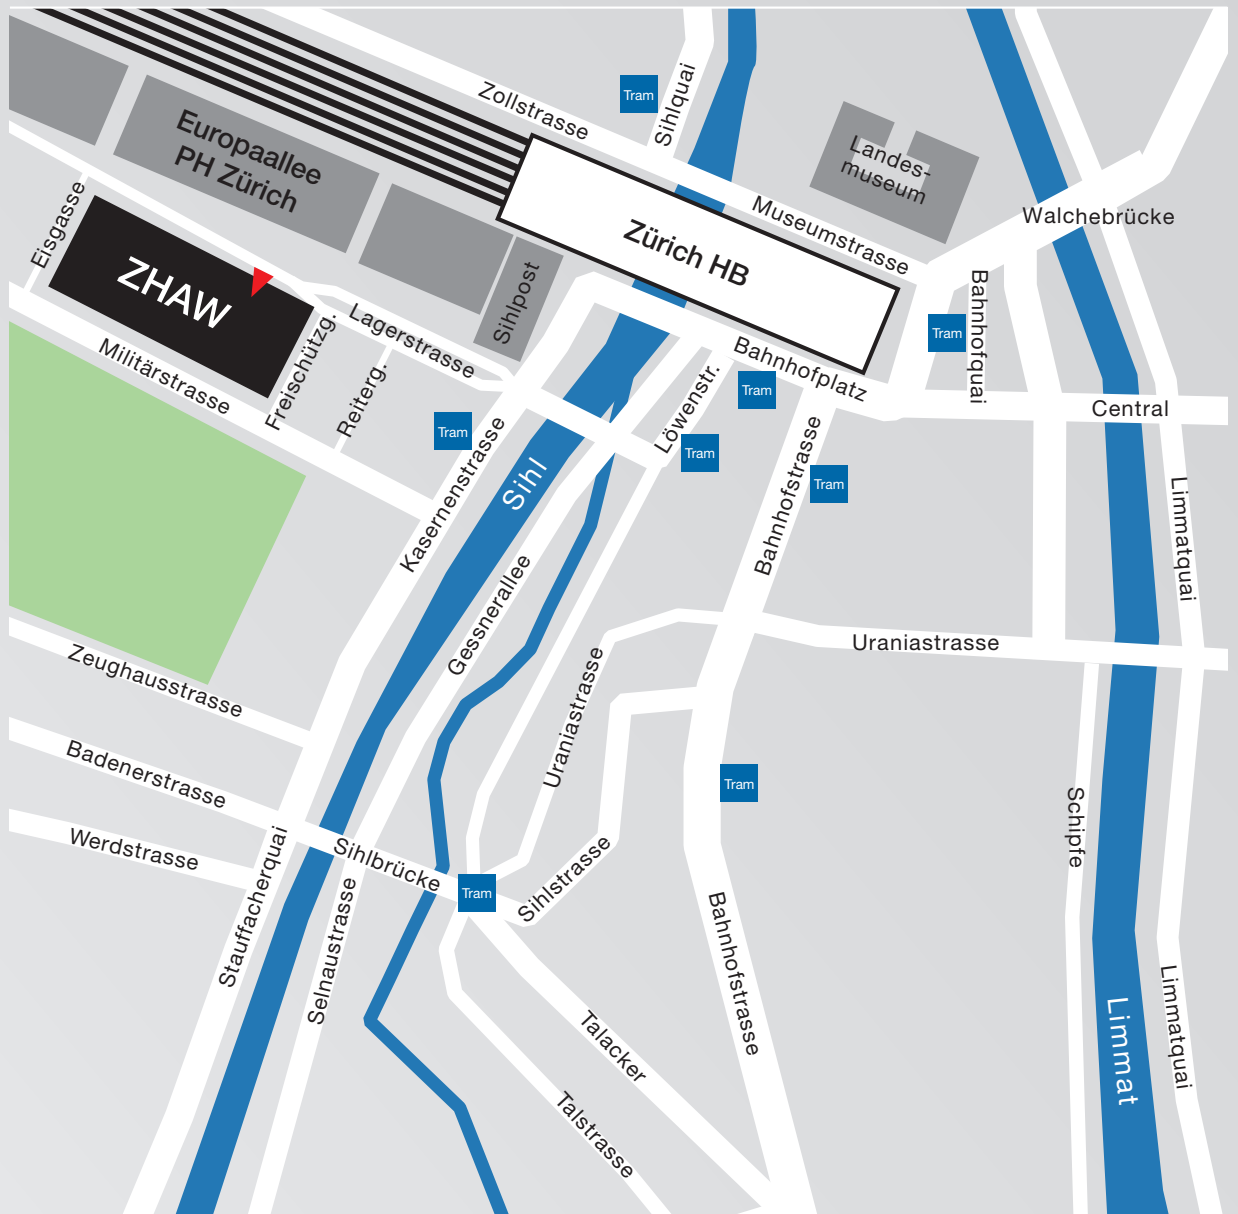 Zollstrasse
Tram
Sihlquai
Europaallee
PH Zürich
Landes-
museum
Eisgasse
ZHAW
Zürich HB
Museumstrasse
Walchebrücke
Sihlpost
Lagerstrasse
Freischützg.
Reiterg.
Militärstrasse
Bahnhofquai
Tram
Bahnhofplatz
Tram
Löwenstr.
Central
Tram
Tram
Tram
Kasernenstrasse
Sihl
Bahnhofstrasse
Limmatquai
Gessnerallee
Uraniastrasse
Zeughausstrasse
Uraniastrasse
Badenerstrasse
Tram
Werdstrasse
Sihlbrücke
Schipfe
Stauffacherquai
Tram
Sihlstrasse
Selnaustrasse
Bahnhofstrasse
Limmat
Limmatquai
Talacker
Talstrasse